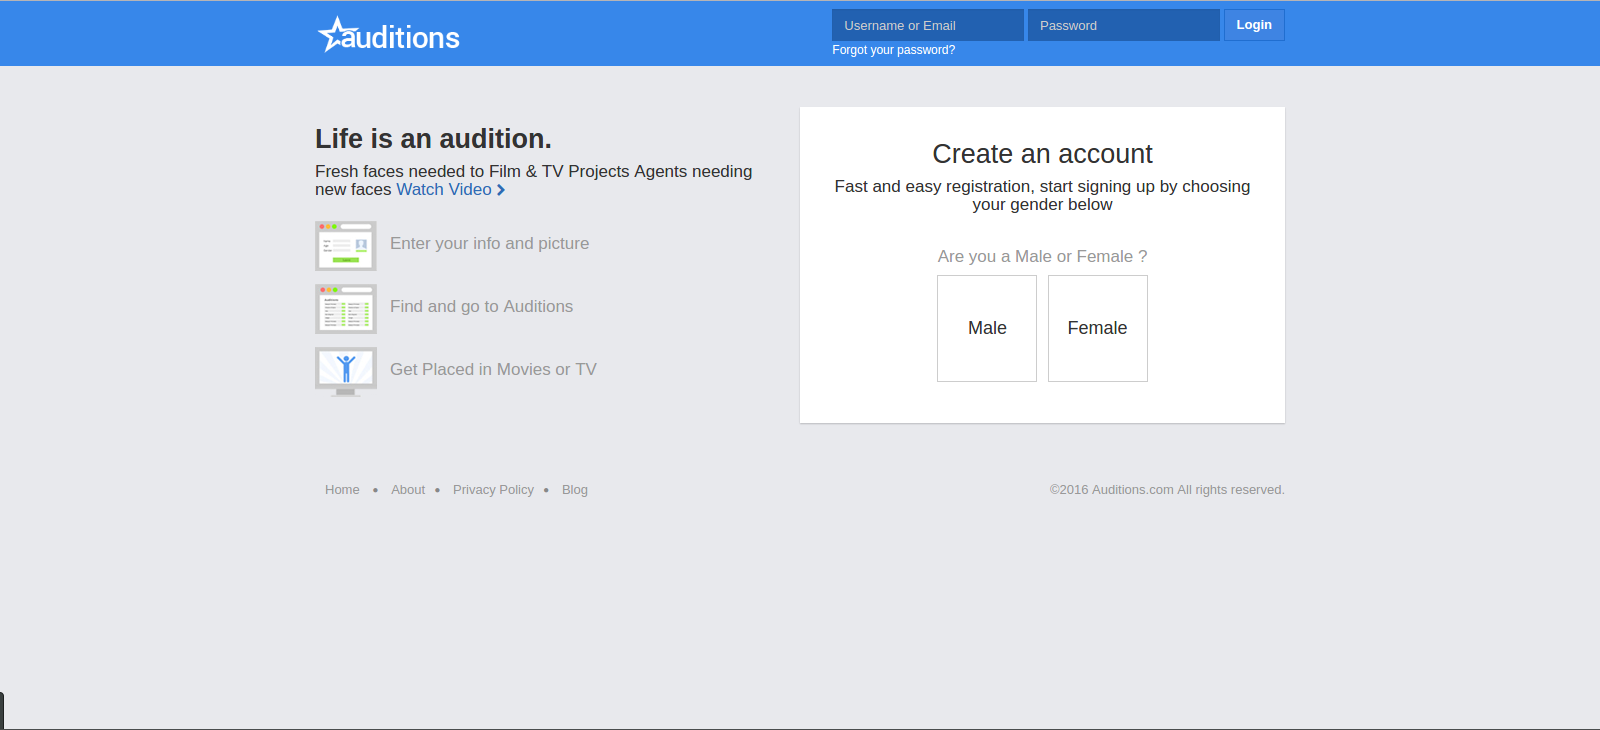 auditions
Username or Email
Password
Login
Forgot your password?
Life is an audition.
Fresh faces needed to Film & TV Projects Agents needing
new faces Watch Video
Enter your info and picture
Find and go to Auditions
Get Placed in Movies or TV
Create an account
Fast and easy registration, start signing up by choosing
your gender below
Are you a Male or Female ?
Male
Female
Home • About • Privacy Policy • Blog
©2016 Auditions.com All rights reserved.